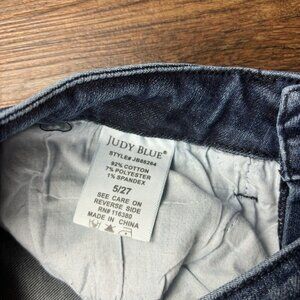 JUDY BLUE®
STYLE# JB88264
92% COTTON
7% POLYESTER
1% SPANDEX
5/27
SEE CARE ON
REVERSE SIDE
RN# 116380
MADE IN CHINA